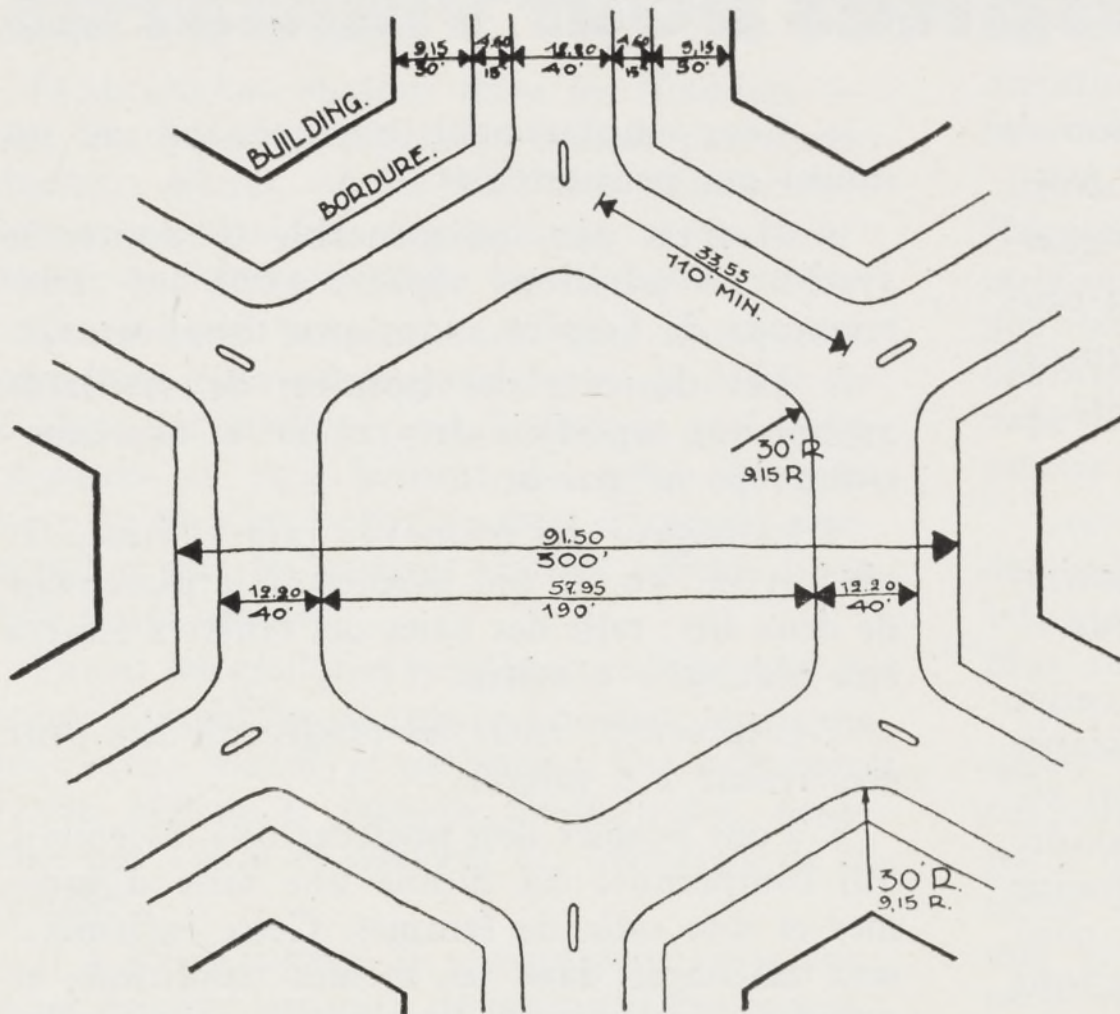 9,15 4.60 12.20 4.60 9,15
30' 15' 40' 15' 30'
BUILDING.
BORDURE.
33,55
110' MIN.
30' R
9.15 R
91.50
300'
12.20 57.95 12.20
40' 190' 40'
30' R.
9,15 R.